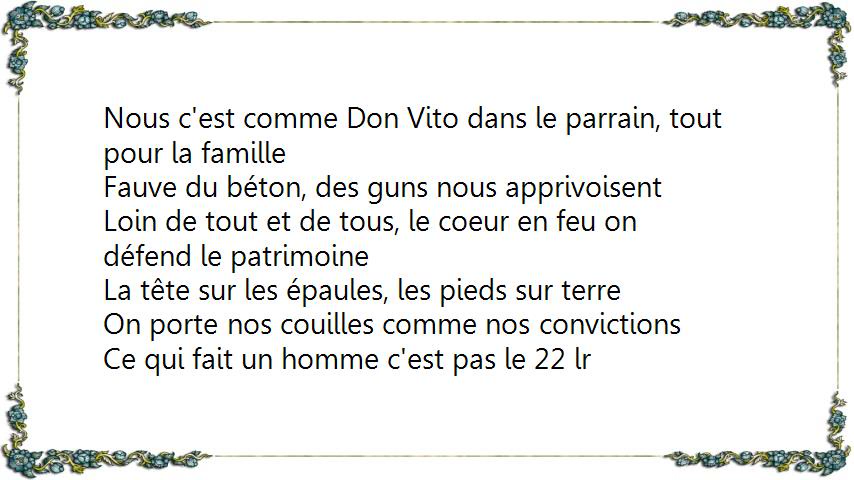 Nous c'est comme Don Vito dans le parrain, tout
pour la famille
Fauve du béton, des guns nous apprivoisent
Loin de tout et de tous, le coeur en feu on
défend le patrimoine
La tête sur les épaules, les pieds sur terre
On porte nos couilles comme nos convictions
Ce qui fait un homme c'est pas le 22 lr